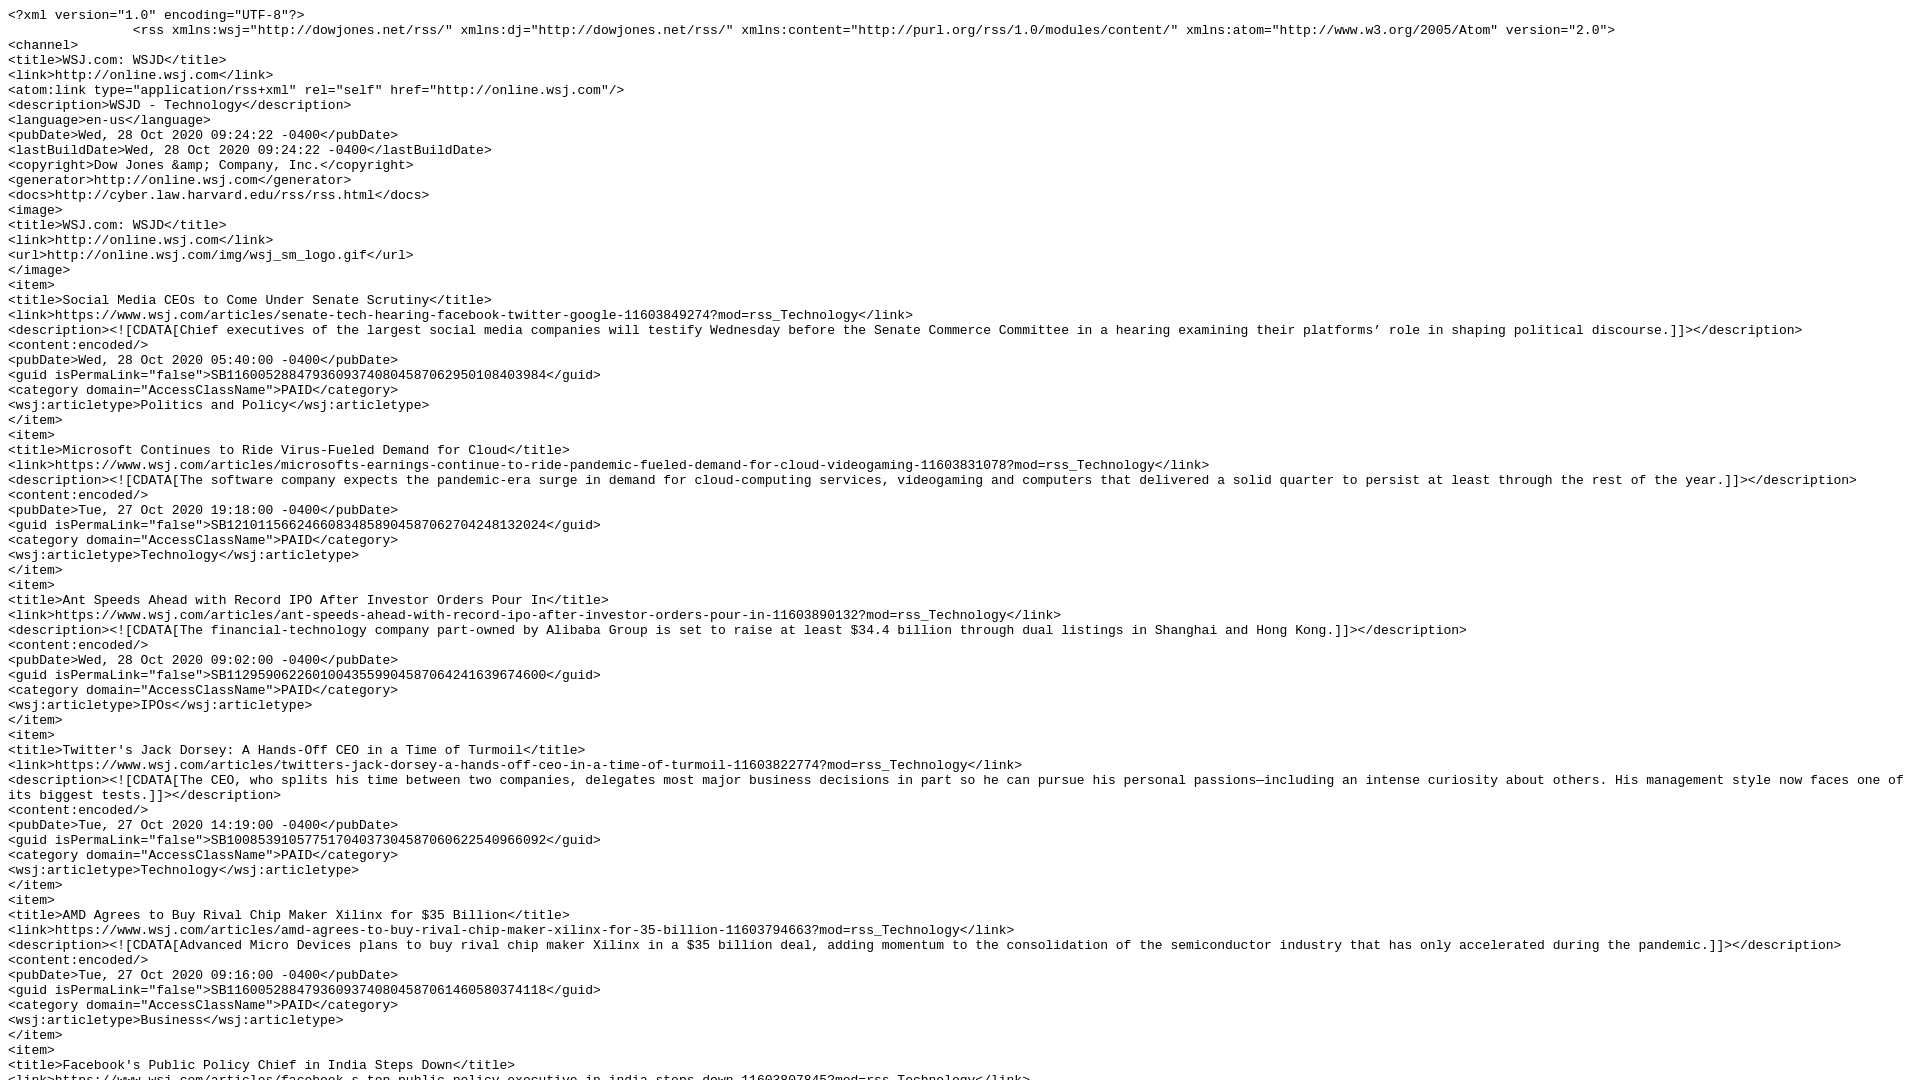 <?xml version="1.0" encoding="UTF-8"?>
<rss xmlns:wsj="http://dowjones.net/rss/" xmlns:dj="http://dowjones.net/rss/" xmlns:content="http://purl.org/rss/1.0/modules/content/" xmlns:atom="http://www.w3.org/2005/Atom" version="2.0">
<channel>
<title>WSJ.com: WSJD</title>
<link>http://online.wsj.com</link>
<atom:link type="application/rss+xml" rel="self" href="http://online.wsj.com"/>
<description>WSJD - Technology</description>
<language>en-us</language>
<pubDate>Wed, 28 Oct 2020 09:24:22 -0400</pubDate>
<lastBuildDate>Wed, 28 Oct 2020 09:24:22 -0400</lastBuildDate>
<copyright>Dow Jones &amp; Company, Inc.</copyright>
<generator>http://online.wsj.com</generator>
<docs>http://cyber.law.harvard.edu/rss/rss.html</docs>
<image>
<title>WSJ.com: WSJD</title>
<link>http://online.wsj.com</link>
<url>http://online.wsj.com/img/wsj_sm_logo.gif</url>
</image>
<item>
<title>Social Media CEOs to Come Under Senate Scrutiny</title>
<link>https://www.wsj.com/articles/senate-tech-hearing-facebook-twitter-google-11603849274?mod=rss_Technology</link>
<description><![CDATA[Chief executives of the largest social media companies will testify Wednesday before the Senate Commerce Committee in a hearing examining their platforms’ role in shaping political discourse.]]></description>
<content:encoded/>
<pubDate>Wed, 28 Oct 2020 05:40:00 -0400</pubDate>
<guid isPermaLink="false">SB11600528847936093740804587062950108403984</guid>
<category domain="AccessClassName">PAID</category>
<wsj:articletype>Politics and Policy</wsj:articletype>
</item>
<item>
<title>Microsoft Continues to Ride Virus-Fueled Demand for Cloud</title>
<link>https://www.wsj.com/articles/microsofts-earnings-continue-to-ride-pandemic-fueled-demand-for-cloud-videogaming-11603831078?mod=rss_Technology</link>
<description><![CDATA[The software company expects the pandemic-era surge in demand for cloud-computing services, videogaming and computers that delivered a solid quarter to persist at least through the rest of the year.]]></description>
<content:encoded/>
<pubDate>Tue, 27 Oct 2020 19:18:00 -0400</pubDate>
<guid isPermaLink="false">SB12101156624660834858904587062704248132024</guid>
<category domain="AccessClassName">PAID</category>
<wsj:articletype>Technology</wsj:articletype>
</item>
<item>
<title>Ant Speeds Ahead with Record IPO After Investor Orders Pour In</title>
<link>https://www.wsj.com/articles/ant-speeds-ahead-with-record-ipo-after-investor-orders-pour-in-11603890132?mod=rss_Technology</link>
<description><![CDATA[The financial-technology company part-owned by Alibaba Group is set to raise at least $34.4 billion through dual listings in Shanghai and Hong Kong.]]></description>
<content:encoded/>
<pubDate>Wed, 28 Oct 2020 09:02:00 -0400</pubDate>
<guid isPermaLink="false">SB11295906226010043559904587064241639674600</guid>
<category domain="AccessClassName">PAID</category>
<wsj:articletype>IPOs</wsj:articletype>
</item>
<item>
<title>Twitter's Jack Dorsey: A Hands-Off CEO in a Time of Turmoil</title>
<link>https://www.wsj.com/articles/twitters-jack-dorsey-a-hands-off-ceo-in-a-time-of-turmoil-11603822774?mod=rss_Technology</link>
<description><![CDATA[The CEO, who splits his time between two companies, delegates most major business decisions in part so he can pursue his personal passions—including an intense curiosity about others. His management style now faces one of
its biggest tests.]]></description>
<content:encoded/>
<pubDate>Tue, 27 Oct 2020 14:19:00 -0400</pubDate>
<guid isPermaLink="false">SB10085391057751704037304587060622540966092</guid>
<category domain="AccessClassName">PAID</category>
<wsj:articletype>Technology</wsj:articletype>
</item>
<item>
<title>AMD Agrees to Buy Rival Chip Maker Xilinx for $35 Billion</title>
<link>https://www.wsj.com/articles/amd-agrees-to-buy-rival-chip-maker-xilinx-for-35-billion-11603794663?mod=rss_Technology</link>
<description><![CDATA[Advanced Micro Devices plans to buy rival chip maker Xilinx in a $35 billion deal, adding momentum to the consolidation of the semiconductor industry that has only accelerated during the pandemic.]]></description>
<content:encoded/>
<pubDate>Tue, 27 Oct 2020 09:16:00 -0400</pubDate>
<guid isPermaLink="false">SB11600528847936093740804587061460580374118</guid>
<category domain="AccessClassName">PAID</category>
<wsj:articletype>Business</wsj:articletype>
</item>
<item>
<title>Facebook's Public Policy Chief in India Steps Down</title>
<link>https://www.wsj.com/articles/facebook-s-top-public-policy-executive-in-india-steps-down-11603807845?mod=rss_Technology</link>